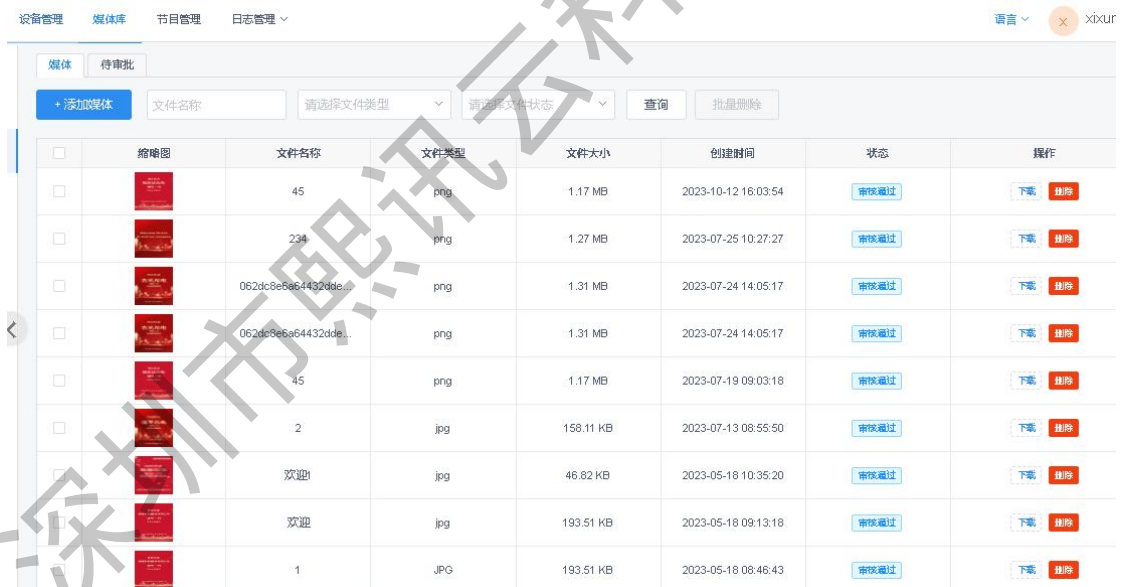 设备管理 媒体库 节目管理 日志管理 语言 x xixur
媒体 待审批
+添加媒体 文件名称 请选择文件类型 请选择文件状态 查询 批量删除
缩略图 文件名称 文件类型 文件大小 创建时间 状态 操作
45 png 1.17 MB 2023-10-12 16:03:54 审核通过 下载 删除
234 png 1.27 MB 2023-07-25 10:27:27 审核通过 下载 删除
062dc8e6a64432dde... png 1.31 MB 2023-07-24 14:05:17 审核通过 下载 删除
062dc8e6a64432dde... png 1.31 MB 2023-07-24 14:05:17 审核通过 下载 删除
45 png 1.17 MB 2023-07-19 09:03:18 审核通过 下载 删除
2 jpg 158.11 KB 2023-07-13 08:55:50 审核通过 下载 删除
欢迎1 jpg 46.82 KB 2023-05-18 10:35:20 审核通过 下载 删除
欢迎 jpg 193.51 KB 2023-05-18 09:13:18 审核通过 下载 删除
1 JPG 193.51 KB 2023-05-18 08:46:43 审核通过 下载 删除
深圳市熙讯云科